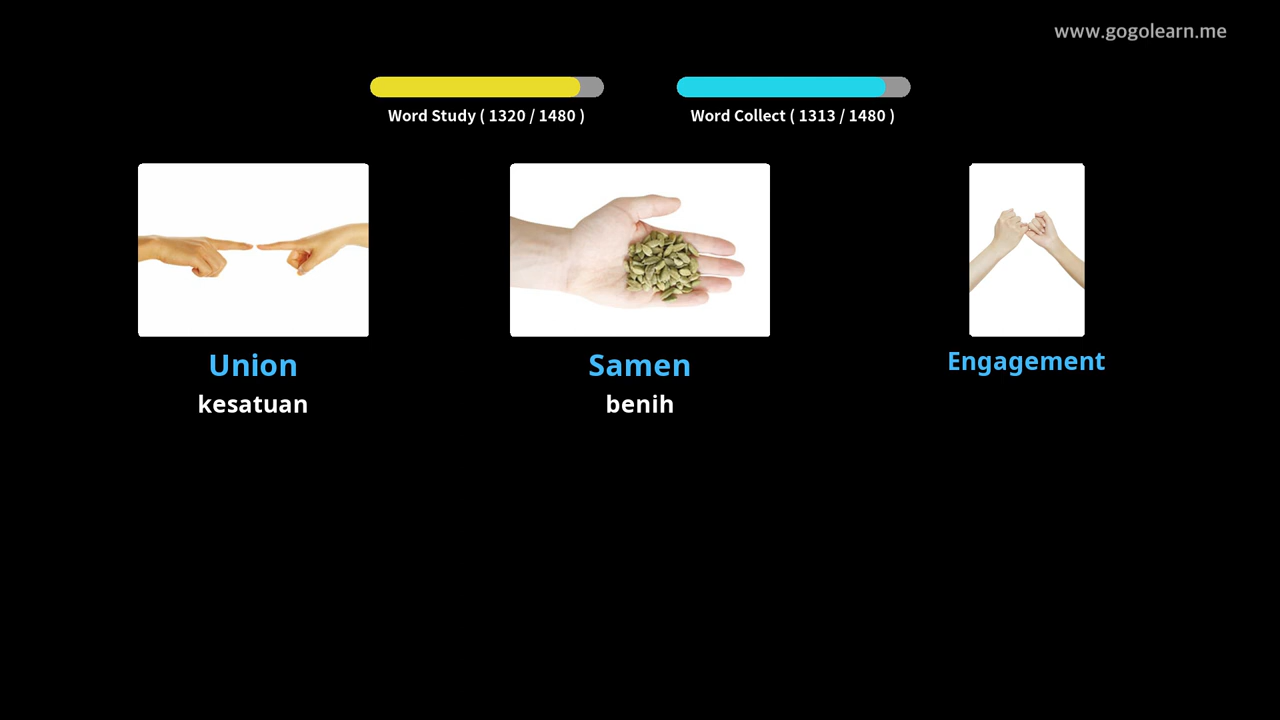 www.gogolearn.me
Word Study ( 1320 / 1480 )
Word Collect ( 1313 / 1480 )
Union
Samen
Engagement
kesatuan
benih